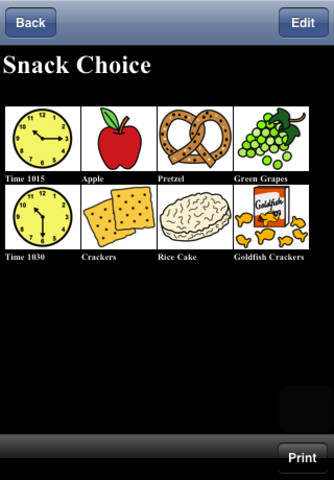 Back Edit
Snack Choice
Time 1015 Apple Pretzel Green Grapes
Goldfish
Time 1030 Crackers Rice Cake Goldfish Crackers
Print